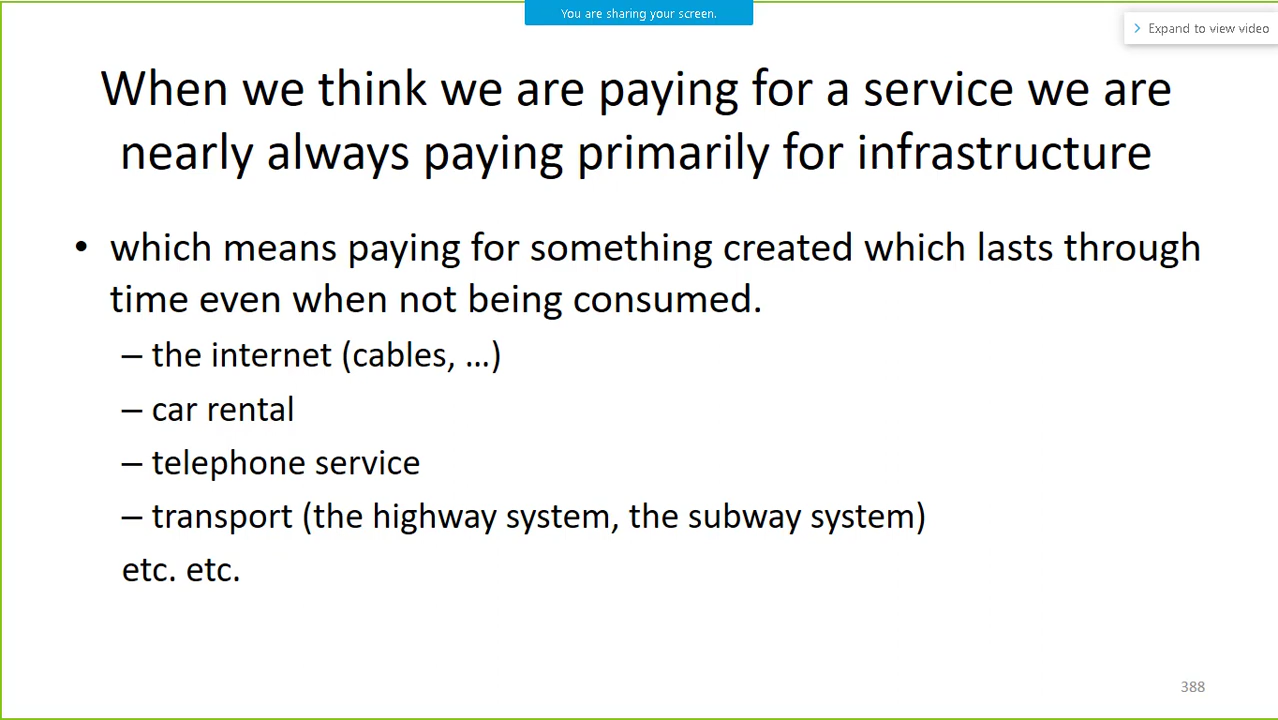 You are sharing your screen.
Expand to view video
When we think we are paying for a service we are
nearly always paying primarily for infrastructure
• which means paying for something created which lasts through
time even when not being consumed.
– the internet (cables, …)
– car rental
– telephone service
– transport (the highway system, the subway system)
etc. etc.
388